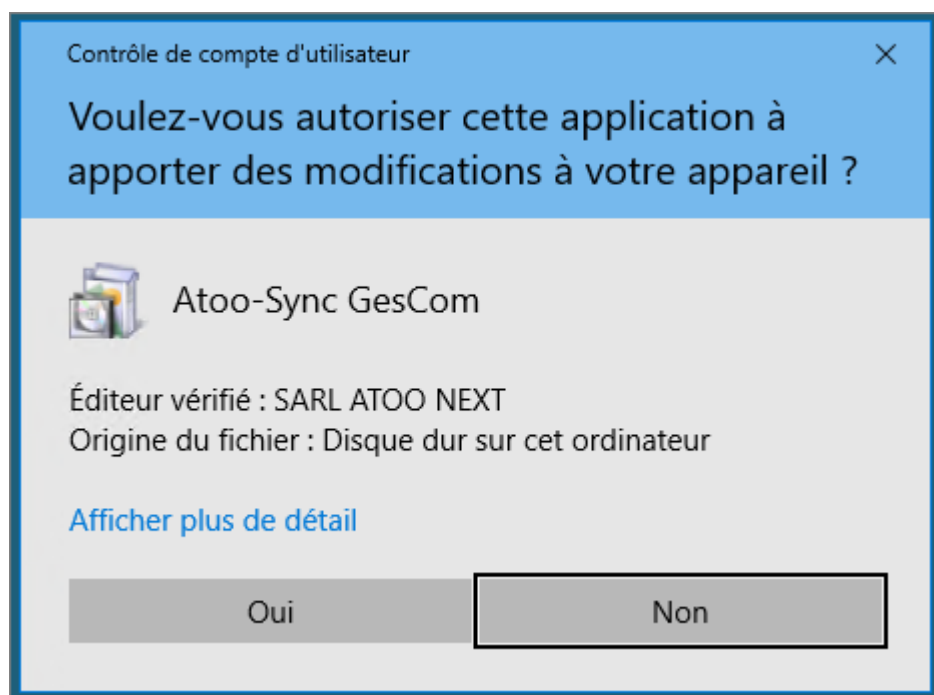 Contrôle de compte d'utilisateur
Voulez-vous autoriser cette application à
apporter des modifications à votre appareil ?
Atoo-Sync GesCom
Éditeur vérifié : SARL ATOO NEXT
Origine du fichier : Disque dur sur cet ordinateur
Afficher plus de détail
Oui
Non